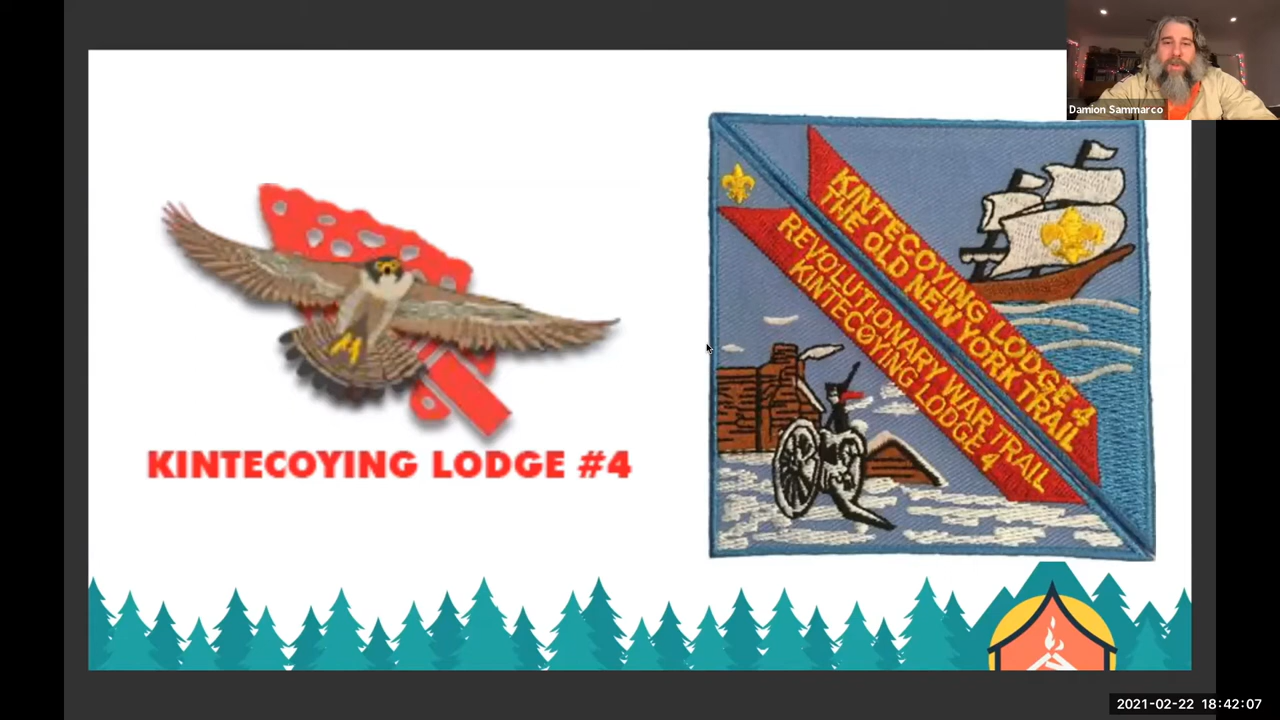 Damion Sammarco
KINTECOYING LODGE 4
THE OLD NEW YORK TRAIL
REVOLUTIONARY WAR TRAIL
KINTECOYING LODGE 4
KINTECOYING LODGE #4
2021-02-22 18:42:07